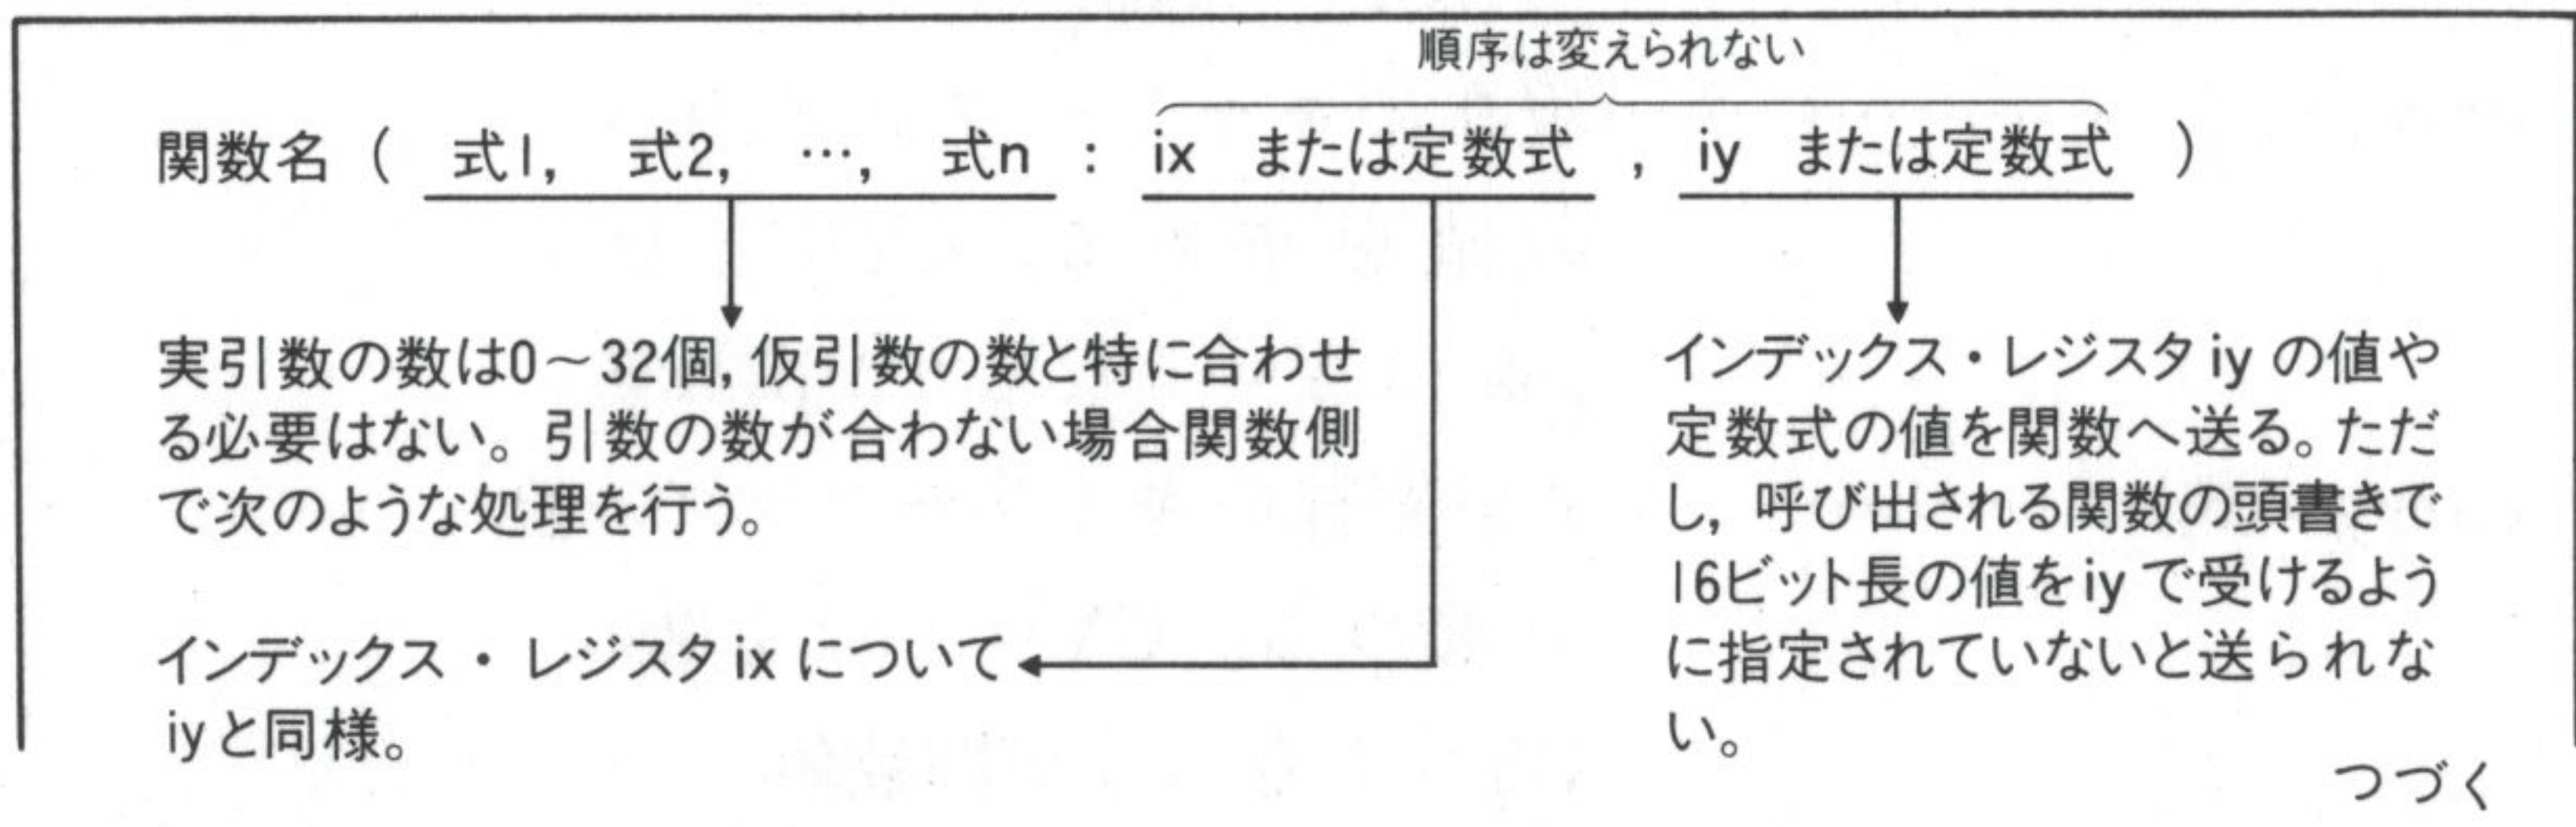 順序は変えられない
関数名（ 式1, 式2, …, 式n : ix または定数式 , iy または定数式 ）
実引数の数は0〜32個, 仮引数の数と特に合わせ
る必要はない。引数の数が合わない場合関数側
で次のような処理を行う。
インデックス・レジスタ ix について
iyと同様。
インデックス・レジスタ iy の値や
定数式の値を関数へ送る。ただ
し, 呼び出される関数の頭書きで
16ビット長の値をiy で受けるよう
に指定されていないと送られな
い。
つづく